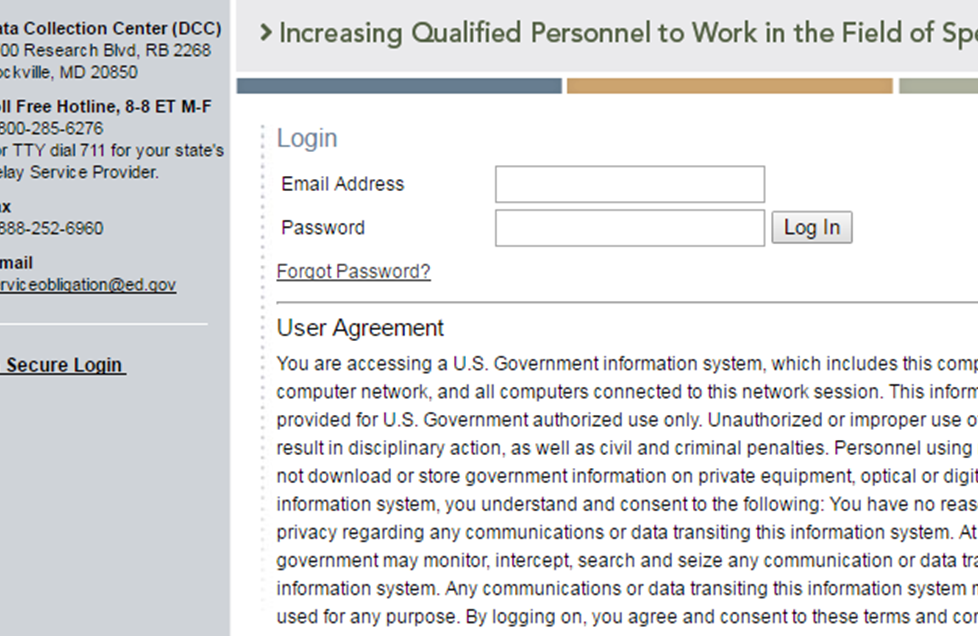 ata Collection Center (DCC)
00 Research Blvd, RB 2268
ockville, MD 20850
oll Free Hotline, 8-8 ET M-F
800-285-6276
or TTY dial 711 for your state's
elay Service Provider.
ax
888-252-6960
mail
rviceobligation@ed.gov
Secure Login
Increasing Qualified Personnel to Work in the Field of Spe
Login
Email Address
Password
Log In
Forgot Password?
User Agreement
You are accessing a U.S. Government information system, which includes this comp
computer network, and all computers connected to this network session. This inform
provided for U.S. Government authorized use only. Unauthorized or improper use o
result in disciplinary action, as well as civil and criminal penalties. Personnel using
not download or store government information on private equipment, optical or digit
information system, you understand and consent to the following: You have no reas
privacy regarding any communications or data transiting this information system. At
government may monitor, intercept, search and seize any communication or data tra
information system. Any communications or data transiting this information system m
used for any purpose. By logging on, you agree and consent to these terms and con